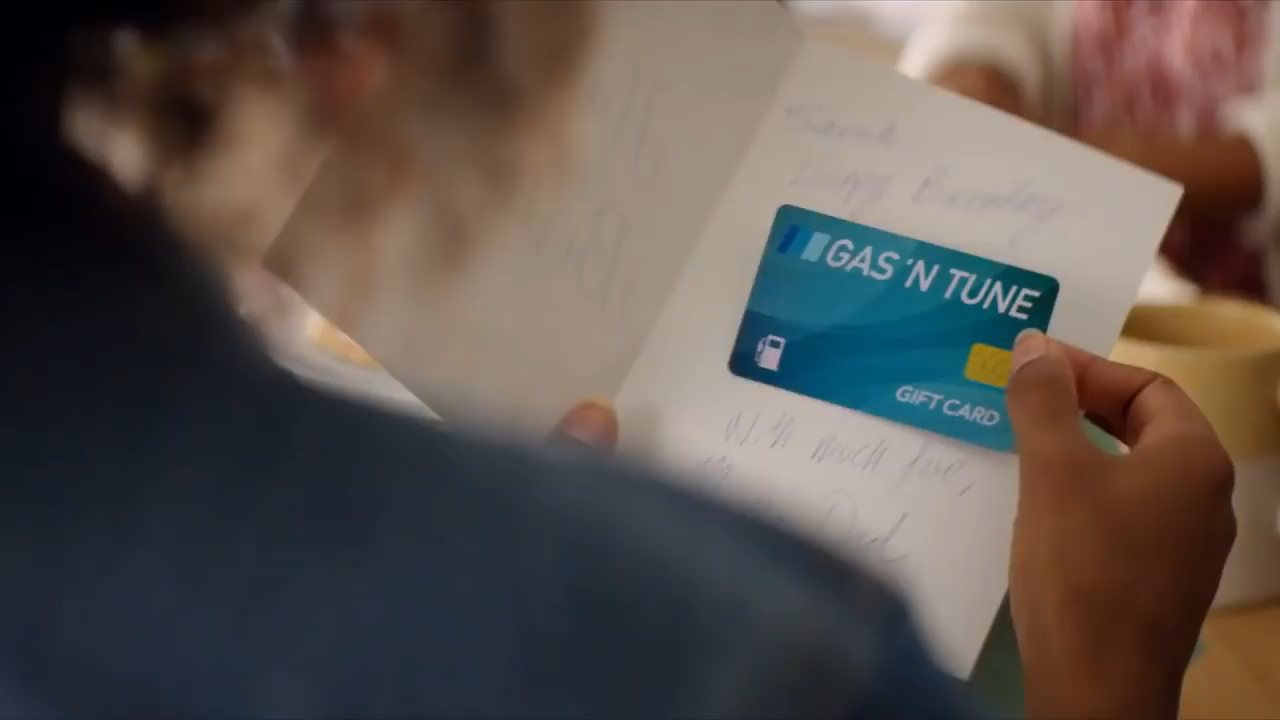 Sarah
Happy Birthday
GAS 'N TUNE
GIFT CARD
With much love,
Dad